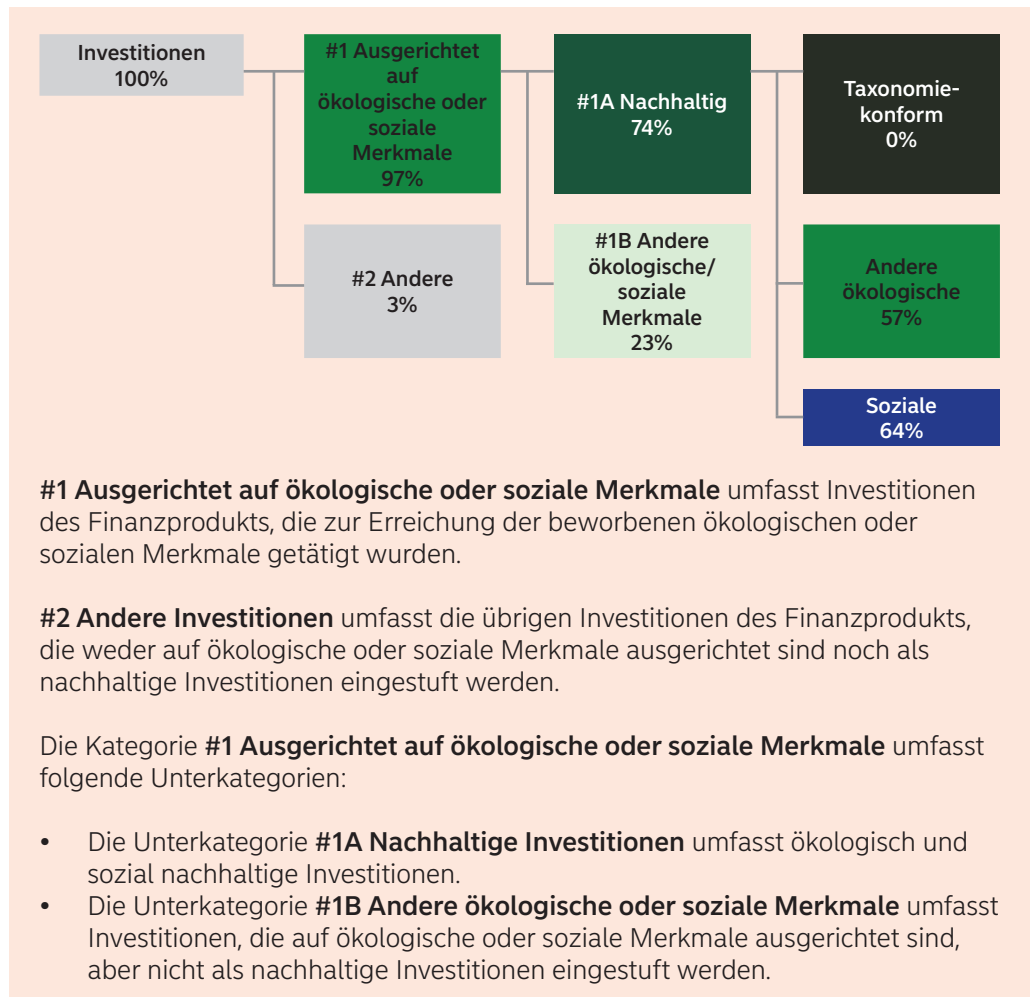 Investitionen
100%
#1 Ausgerichtet
auf
ökologische oder
soziale
Merkmale
97%
#1A Nachhaltig
74%
Taxonomie-
konform
0%
#2 Andere
3%
#1B Andere
ökologische/
soziale
Merkmale
23%
Andere
ökologische
57%
Soziale
64%
#1 Ausgerichtet auf ökologische oder soziale Merkmale umfasst Investitionen
des Finanzprodukts, die zur Erreichung der beworbenen ökologischen oder
sozialen Merkmale getätigt wurden.
#2 Andere Investitionen umfasst die übrigen Investitionen des Finanzprodukts,
die weder auf ökologische oder soziale Merkmale ausgerichtet sind noch als
nachhaltige Investitionen eingestuft werden.
Die Kategorie #1 Ausgerichtet auf ökologische oder soziale Merkmale umfasst
folgende Unterkategorien:
• Die Unterkategorie #1A Nachhaltige Investitionen umfasst ökologisch und
sozial nachhaltige Investitionen.
• Die Unterkategorie #1B Andere ökologische oder soziale Merkmale umfasst
Investitionen, die auf ökologische oder soziale Merkmale ausgerichtet sind,
aber nicht als nachhaltige Investitionen eingestuft werden.